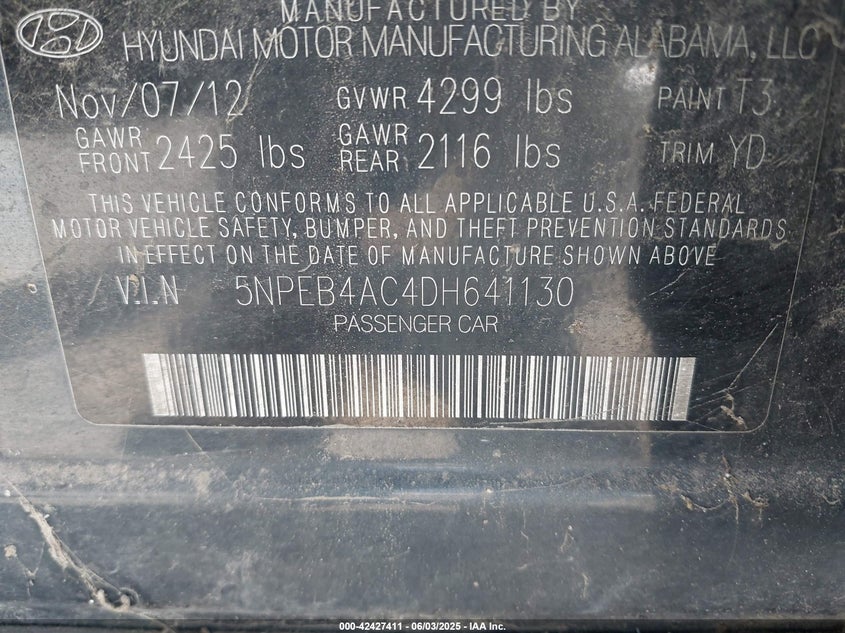 MANUFACTURED BY
HYUNDAI MOTOR MANUFACTURING ALABAMA, LLC
Nov/07/12 GVWR 4299 lbs PAINT T3
GAWR FRONT 2425 lbs GAWR REAR 2116 lbs TRIM YD
THIS VEHICLE CONFORMS TO ALL APPLICABLE U.S.A. FEDERAL
MOTOR VEHICLE SAFETY, BUMPER, AND THEFT PREVENTION STANDARDS
IN EFFECT ON THE DATE OF MANUFACTURE SHOWN ABOVE
V.I.N 5NPEB4AC4DH641130
PASSENGER CAR
000-42427411 - 06/03/2025 - IAA Inc.